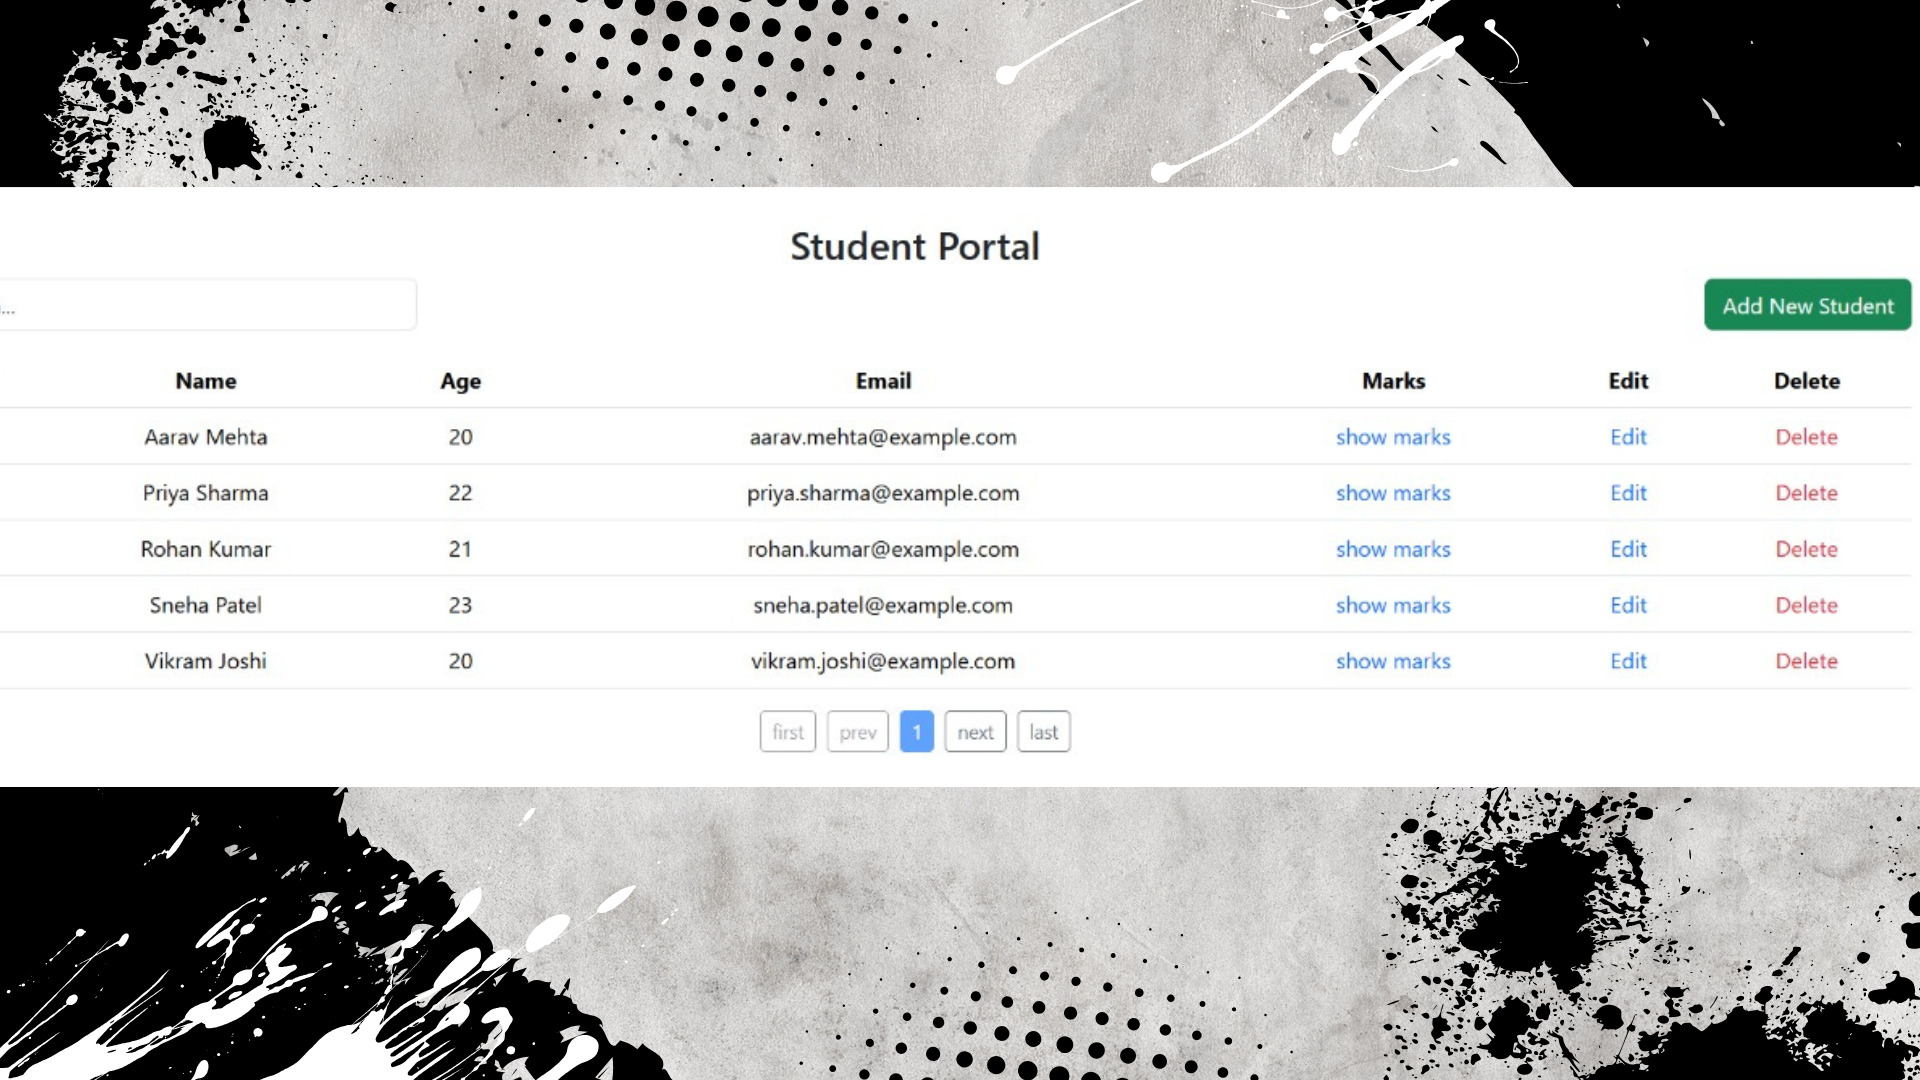 Student Portal
...
Add New Student
Name Age Email Marks Edit Delete
Aarav Mehta 20 aarav.mehta@example.com show marks Edit Delete
Priya Sharma 22 priya.sharma@example.com show marks Edit Delete
Rohan Kumar 21 rohan.kumar@example.com show marks Edit Delete
Sneha Patel 23 sneha.patel@example.com show marks Edit Delete
Vikram Joshi 20 vikram.joshi@example.com show marks Edit Delete
first prev 1 next last